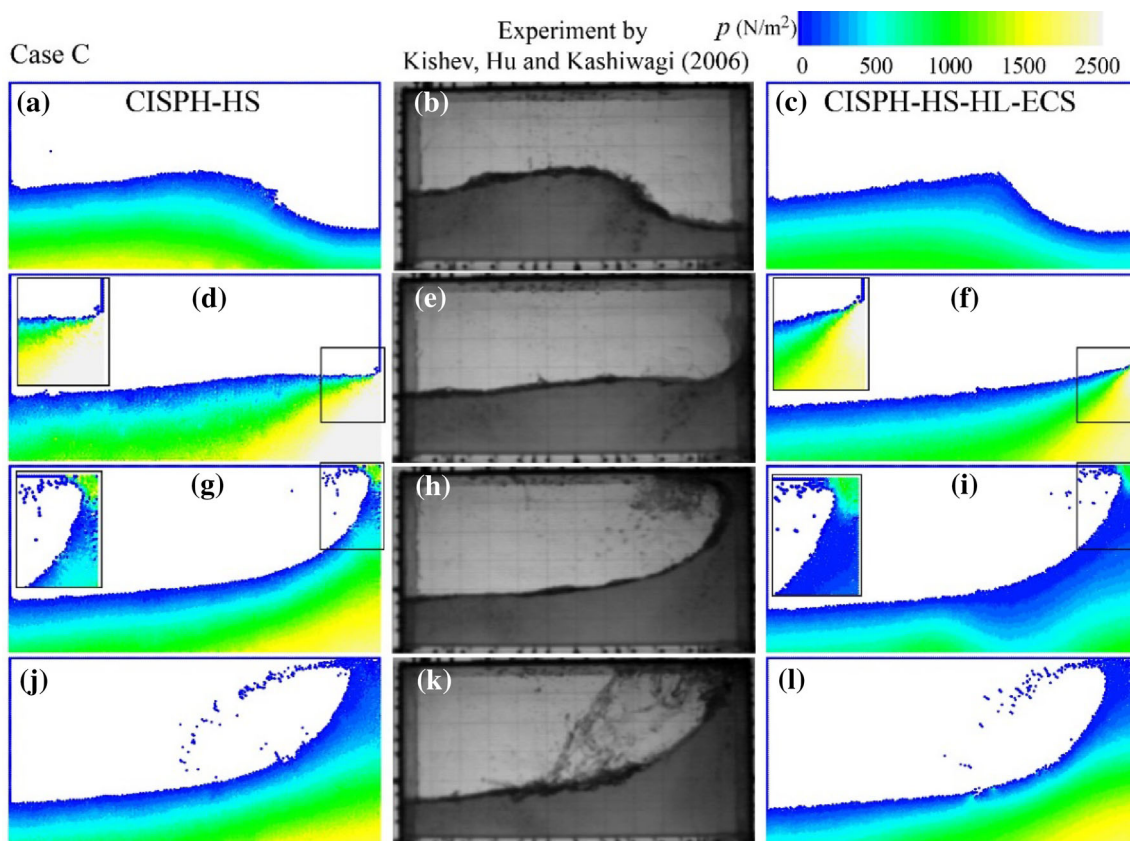 Case C
Experiment by
Kishev, Hu and Kashiwagi (2006)
p (N/m²)
0 500 1000 1500 2500
(a) CISPH-HS
(b)
(c) CISPH-HS-HL-ECS
(d)
(e)
(f)
(g)
(h)
(i)
(j)
(k)
(l)